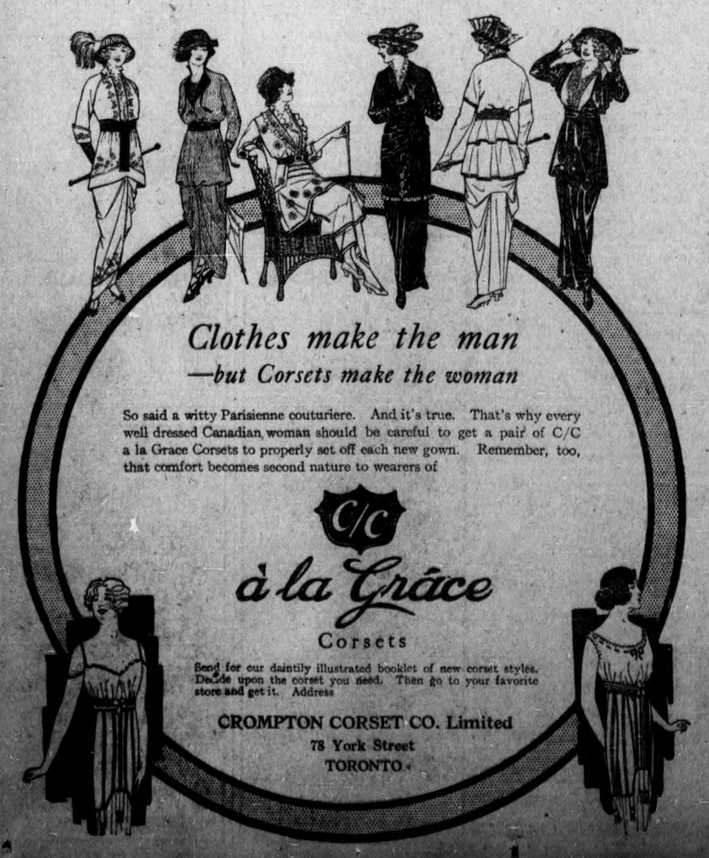 Clothes make the man
—but Corsets make the woman
So said a witty Parisienne couturiere. And it's true. That's why every
well dressed Canadian woman should be careful to get a pair of C/C
a la Grace Corsets to properly set off each new gown. Remember, too,
that comfort becomes second nature to wearers of
C/C
à la Grâce
Corsets
Send for our daintily illustrated booklet of new corset styles.
Decide upon the corset you need. Then go to your favorite
store and get it. Address
CROMPTON CORSET CO. Limited
78 York Street
TORONTO